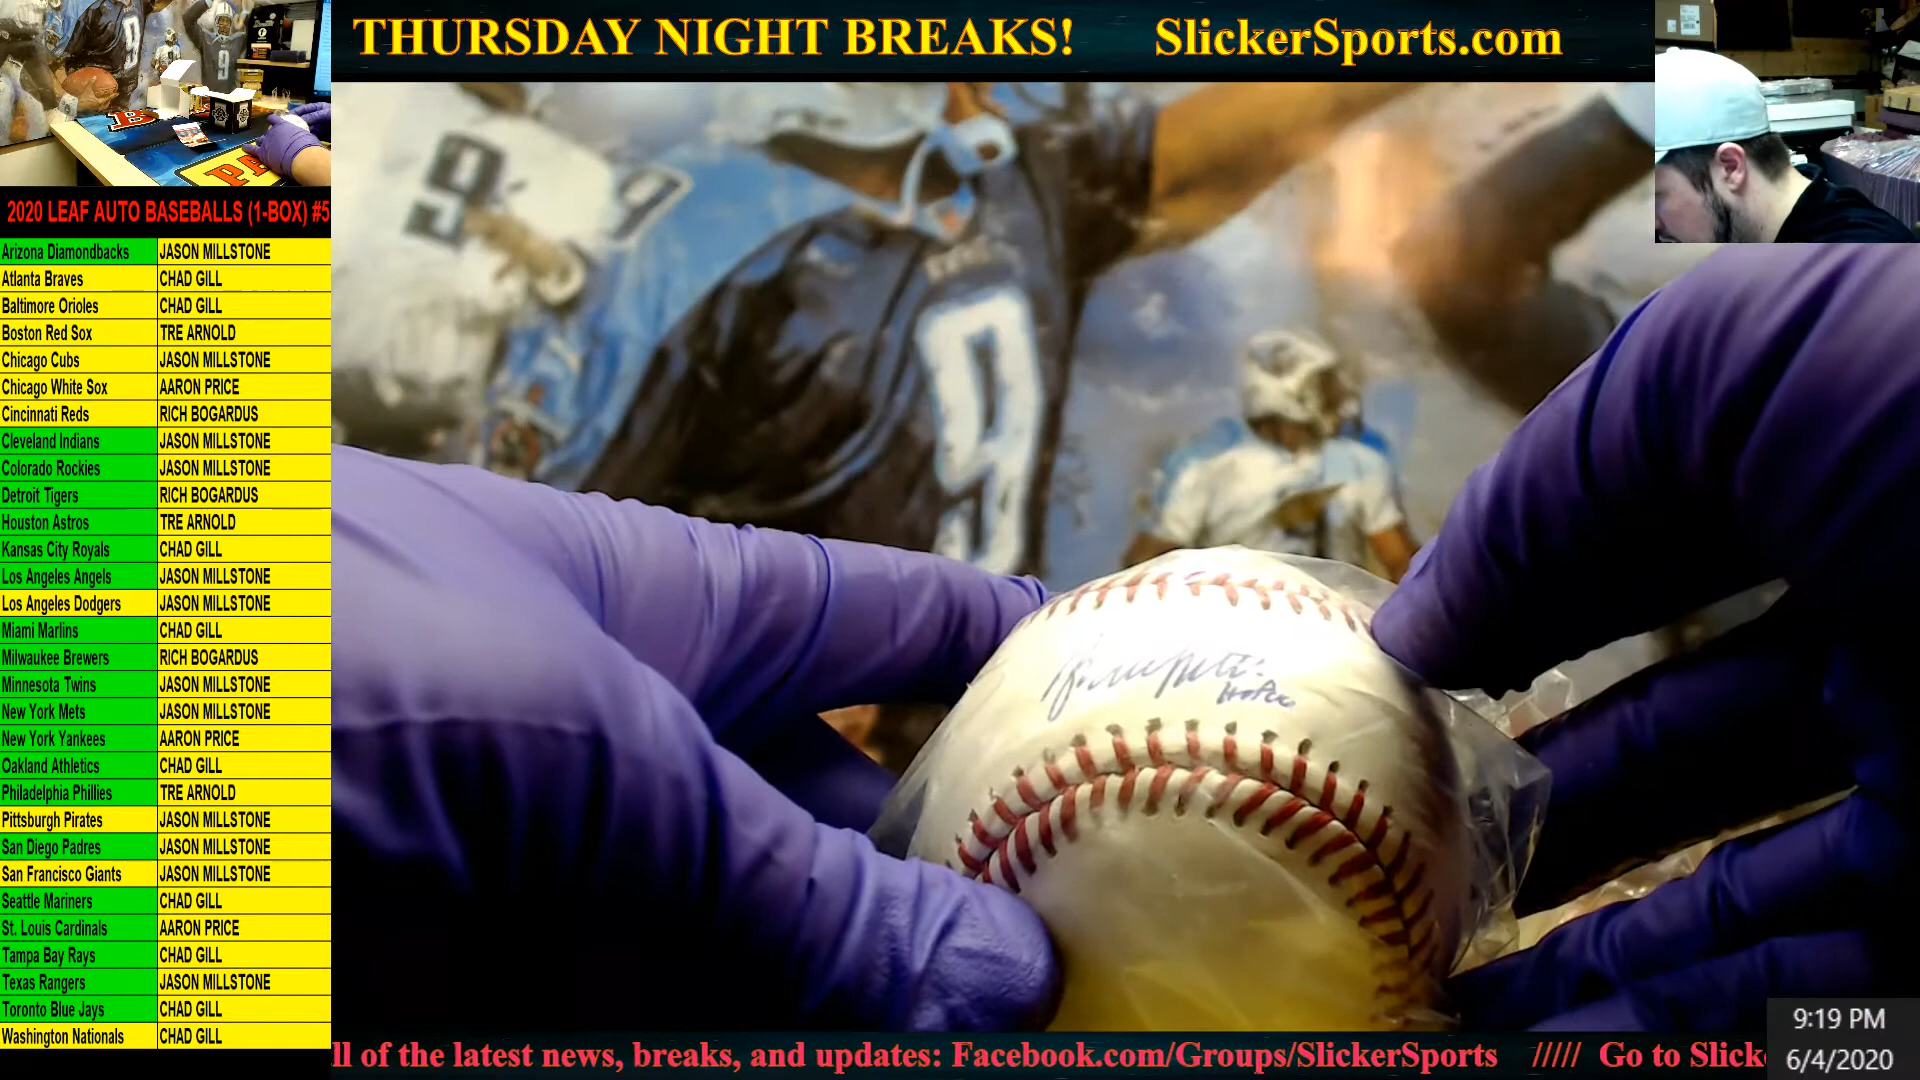 THURSDAY NIGHT BREAKS! SlickerSports.com
2020 LEAF AUTO BASEBALLS (1-BOX) #5
Arizona Diamondbacks JASON MILLSTONE
Atlanta Braves CHAD GILL
Baltimore Orioles CHAD GILL
Boston Red Sox TRE ARNOLD
Chicago Cubs JASON MILLSTONE
Chicago White Sox AARON PRICE
Cincinnati Reds RICH BOGARDUS
Cleveland Indians JASON MILLSTONE
Colorado Rockies JASON MILLSTONE
Detroit Tigers RICH BOGARDUS
Houston Astros TRE ARNOLD
Kansas City Royals CHAD GILL
Los Angeles Angels JASON MILLSTONE
Los Angeles Dodgers JASON MILLSTONE
Miami Marlins CHAD GILL
Milwaukee Brewers RICH BOGARDUS
Minnesota Twins JASON MILLSTONE
New York Mets JASON MILLSTONE
New York Yankees AARON PRICE
Oakland Athletics CHAD GILL
Philadelphia Phillies TRE ARNOLD
Pittsburgh Pirates JASON MILLSTONE
San Diego Padres JASON MILLSTONE
San Francisco Giants JASON MILLSTONE
Seattle Mariners CHAD GILL
St. Louis Cardinals AARON PRICE
Tampa Bay Rays CHAD GILL
Texas Rangers JASON MILLSTONE
Toronto Blue Jays CHAD GILL
Washington Nationals CHAD GILL
9
9
9
ll of the latest news, breaks, and updates: Facebook.com/Groups/SlickerSports ///// Go to Slick
9:19 PM
6/4/2020